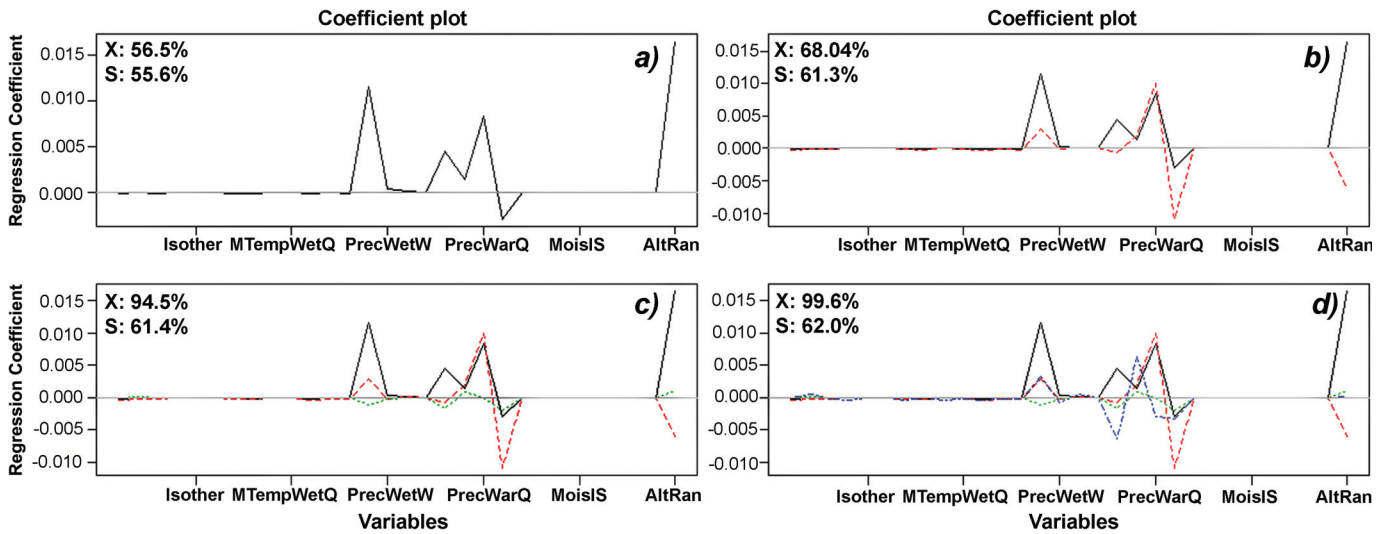 Coefficient plot
Regression Coefficient
X: 56.5%
S: 55.6%
a)
0.015
0.010
0.005
0.000
Isother MTempWetQ PrecWetW PrecWarQ MoisIS AltRan
Coefficient plot
X: 68.04%
S: 61.3%
b)
0.015
0.010
0.005
0.000
-0.005
-0.010
Isother MTempWetQ PrecWetW PrecWarQ MoisIS AltRan
Regression Coefficient
X: 94.5%
S: 61.4%
c)
0.015
0.010
0.005
0.000
-0.005
-0.010
Isother MTempWetQ PrecWetW PrecWarQ MoisIS AltRan
Variables
X: 99.6%
S: 62.0%
d)
0.015
0.010
0.005
0.000
-0.005
-0.010
Isother MTempWetQ PrecWetW PrecWarQ MoisIS AltRan
Variables